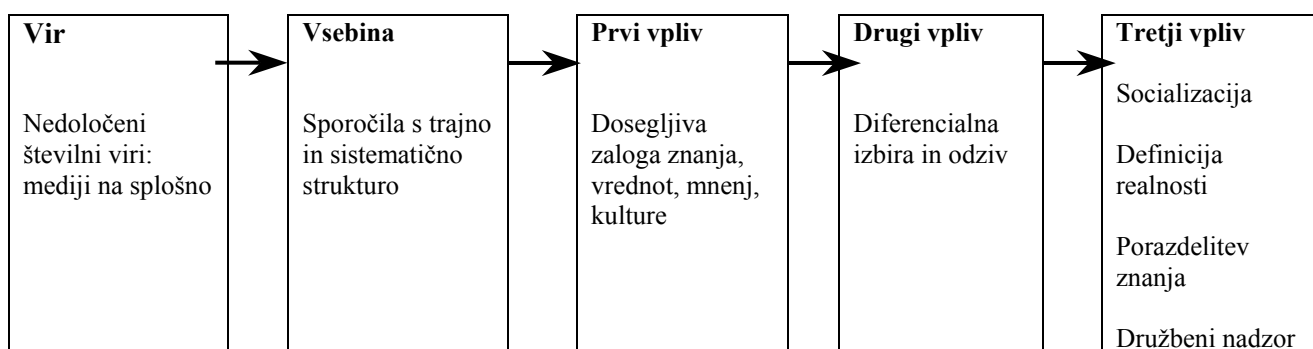 Vir
Nedoločeni
številni viri:
mediji na splošno
Vsebina
Sporočila s trajno
in sistematično
strukturo
Prvi vpliv
Dosegljiva
zaloga znanja,
vrednot, mnenj,
kulture
Drugi vpliv
Diferencialna
izbira in odziv
Tretji vpliv
Socializacija
Definicija
realnosti
Porazdelitev
znanja
Družbeni nadzor